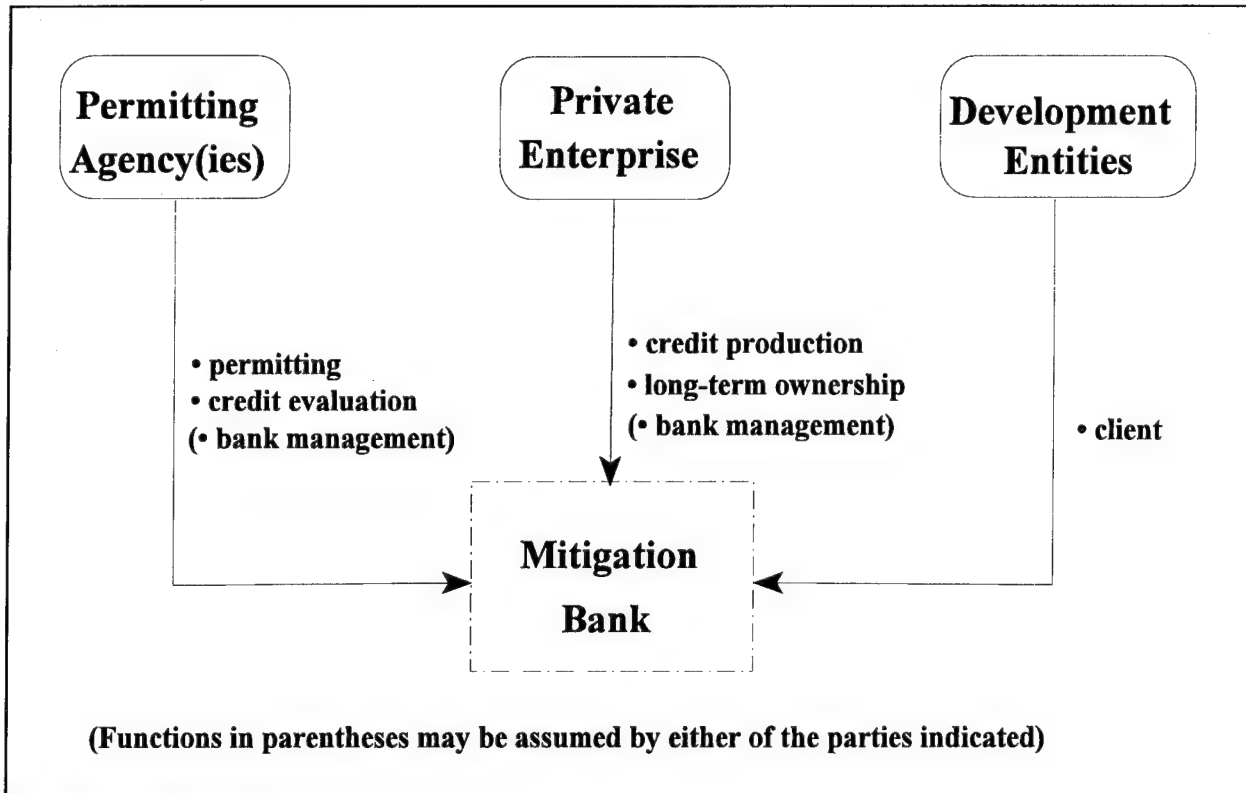 Permitting
Agency(ies)
Private
Enterprise
Development
Entities
• permitting
• credit evaluation
(• bank management)
• credit production
• long-term ownership
(• bank management)
• client
Mitigation
Bank
(Functions in parentheses may be assumed by either of the parties indicated)